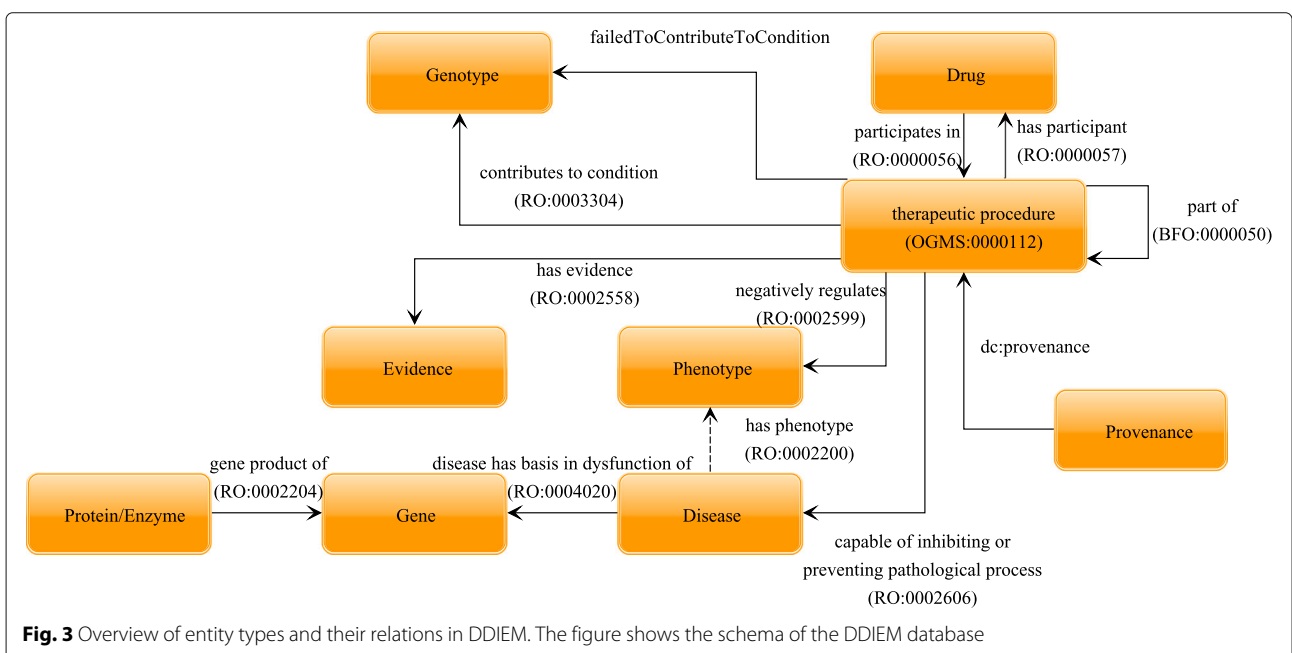 failedToContributeToCondition
Genotype
Drug
participates in
(RO:0000056)
has participant
(RO:0000057)
contributes to condition
(RO:0003304)
therapeutic procedure
(OGMS:0000112)
part of
(BFO:0000050)
has evidence
(RO:0002558)
negatively regulates
(RO:0002599)
dc:provenance
Evidence
Phenotype
Provenance
has phenotype
(RO:0002200)
gene product of
(RO:0002204)
disease has basis in dysfunction of
(RO:0004020)
Protein/Enzyme
Gene
Disease
capable of inhibiting or
preventing pathological process
(RO:0002606)
Fig. 3 Overview of entity types and their relations in DDIEM. The figure shows the schema of the DDIEM database